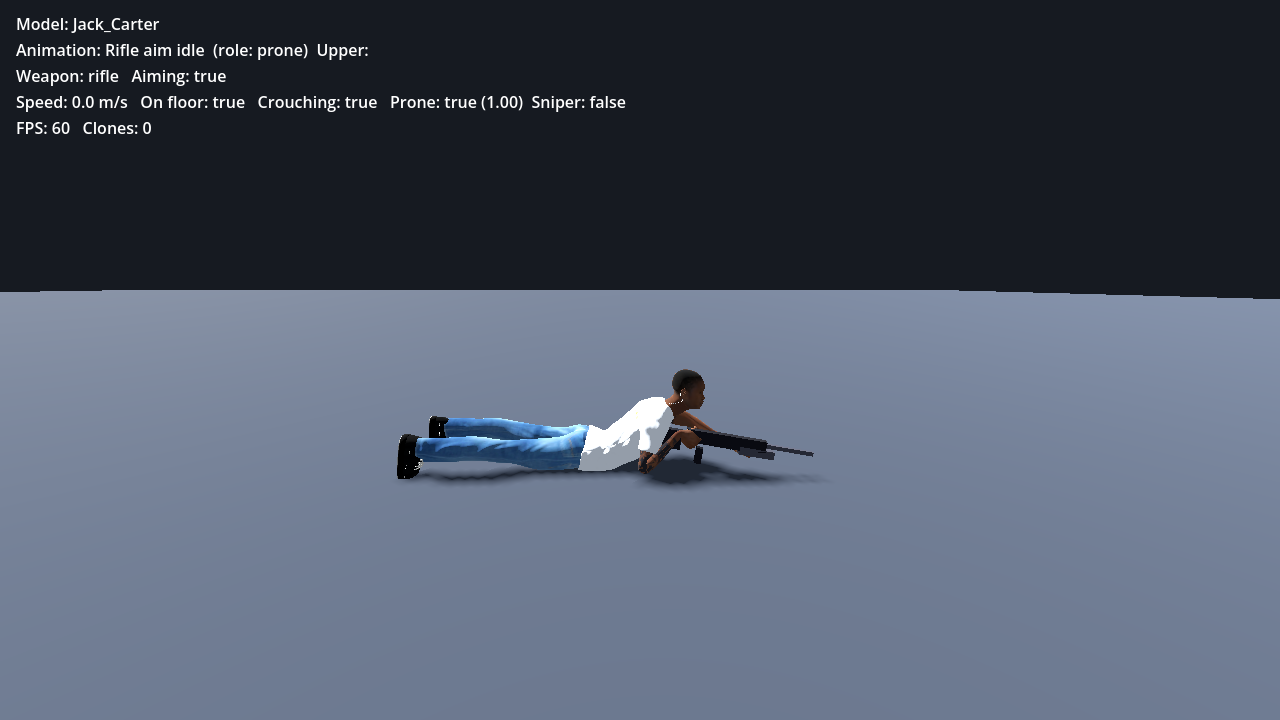 Model: Jack_Carter
Animation: Rifle aim idle  (role: prone)  Upper:
Weapon: rifle   Aiming: true
Speed: 0.0 m/s   On floor: true   Crouching: true   Prone: true (1.00)  Sniper: false
FPS: 60   Clones: 0